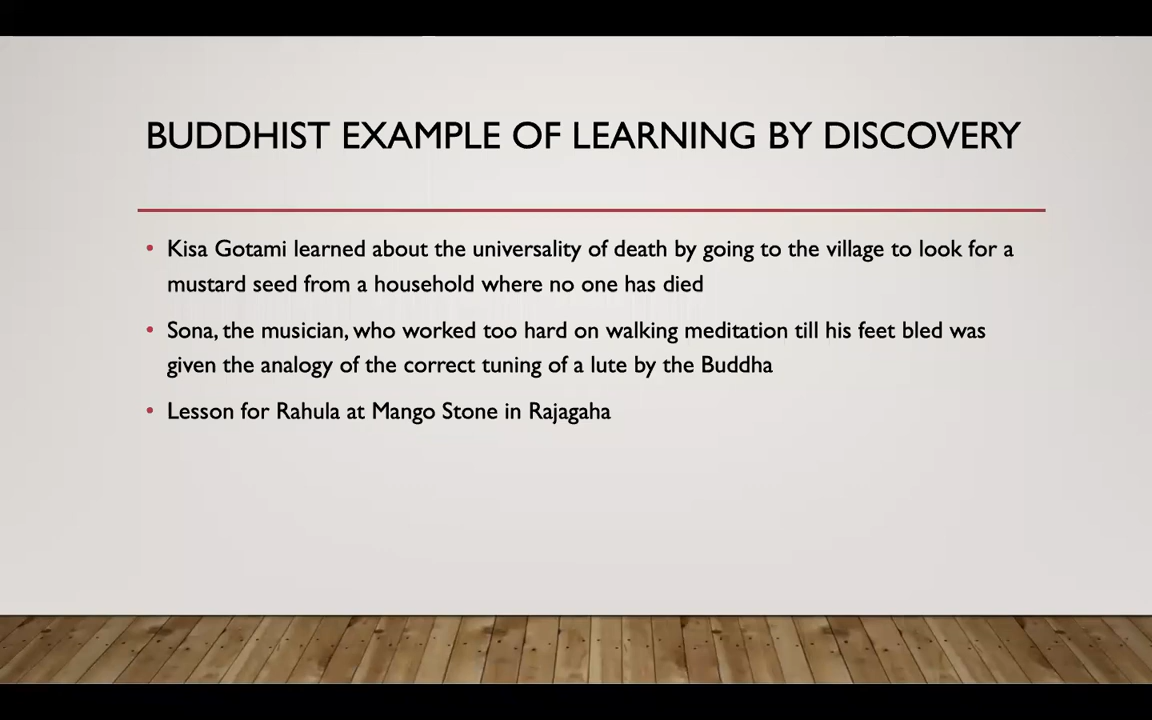 BUDDHIST EXAMPLE OF LEARNING BY DISCOVERY
• Kisa Gotami learned about the universality of death by going to the village to look for a
mustard seed from a household where no one has died
• Sona, the musician, who worked too hard on walking meditation till his feet bled was
given the analogy of the correct tuning of a lute by the Buddha
• Lesson for Rahula at Mango Stone in Rajagaha